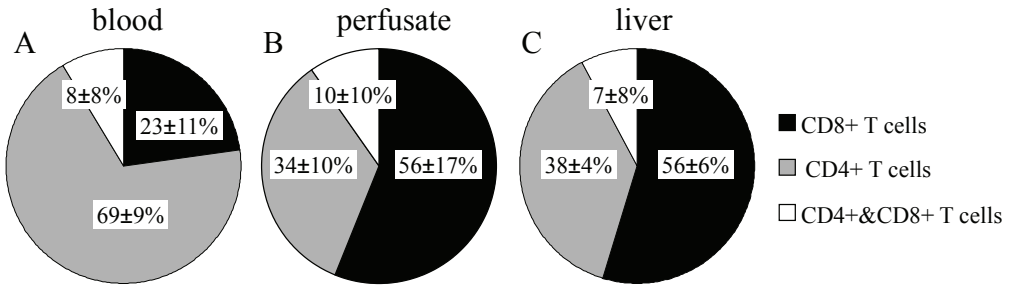 blood
perfusate
liver
A
B
C
8±8%
23±11%
69±9%
10±10%
34±10%
56±17%
7±8%
38±4%
56±6%
CD8+ T cells
CD4+ T cells
CD4+&CD8+ T cells